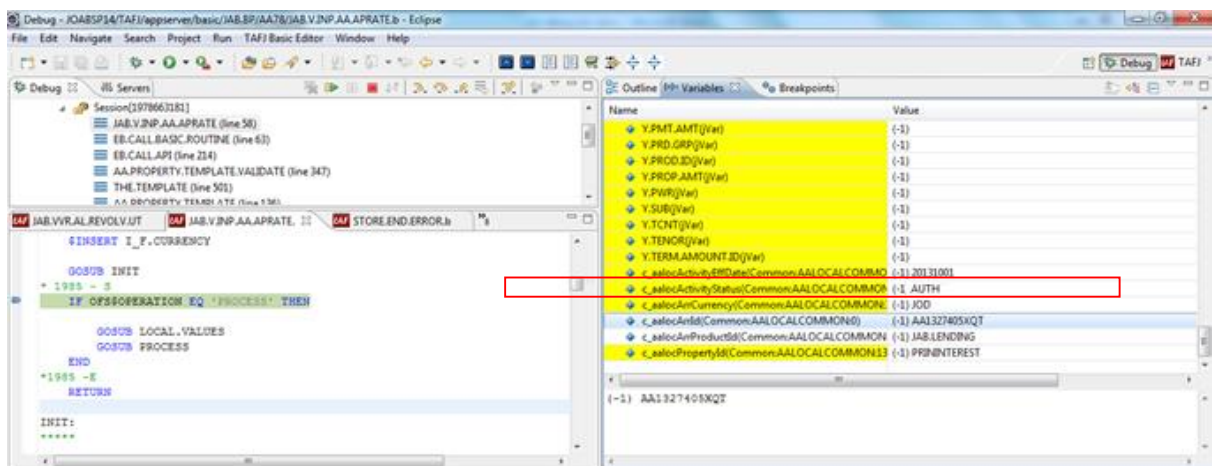 Debug - JOABSP14/TAFJ/appserver/basic/JAB.BP/AA78/JAB.V.INP.AA.APRATE.b - Eclipse
File Edit Navigate Search Project Run TAFJ Basic Editor Window Help
Debug TAFJ
Debug Servers
Session[1978663181]
JAB.V.INP.AA.APRATE (line 58)
EB.CALL.BASIC.ROUTINE (line 63)
EB.CALL.API (line 214)
AA.PROPERTY.TEMPLATE.VALIDATE (line 347)
THE.TEMPLATE (line 501)
AA.PROPERTY.TEMPLATE (line 136)
JAB.VVR.AL.REVOLV.UT JAB.V.INP.AA.APRATE. STORE.END.ERROR.b
$INSERT I_F.CURRENCY
GOSUB INIT
* 1985 - S
IF OFS$OPERATION EQ 'PROCESS' THEN
GOSUB LOCAL.VALUES
GOSUB PROCESS
END
*1985 -E
RETURN
INIT:
*****
Outline Variables Breakpoints
Name Value
Y.PMT.AMT(jVar) (-1)
Y.PRD.GRP(jVar) (-1)
Y.PROD.ID(jVar) (-1)
Y.PROP.AMT(jVar) (-1)
Y.PWR(jVar) (-1)
Y.SUB(jVar) (-1)
Y.TCNT(jVar) (-1)
Y.TENOR(jVar) (-1)
Y.TERM.AMOUNT.ID(jVar) (-1)
c_aalocActivityEffDate(Common:AALOCALCOMMO (-1) 20131001
c_aalocActivityStatus(Common:AALOCALCOMMON (-1 AUTH
c_aalocArrCurrency(Common:AALOCALCOMMON: (-1) JOD
c_aalocArrId(Common:AALOCALCOMMON:0) (-1) AA1327405XQT
c_aalocArrProductId(Common:AALOCALCOMMON (-1) JAB.LENDING
c_aalocPropertyId(Common:AALOCALCOMMON:13 (-1) PRININTEREST
(-1) AA1327405XQT